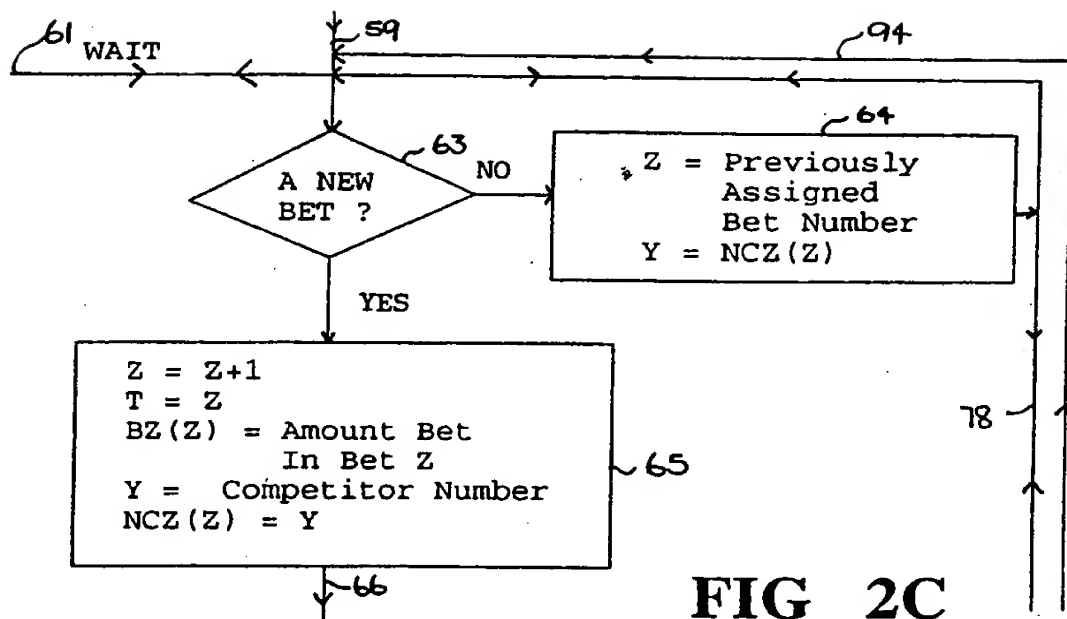 61
WAIT
59
94
63
A NEW
BET ?
NO
64
Z = Previously
Assigned
Bet Number
Y = NCZ(Z)
YES
Z = Z+1
T = Z
BZ(Z) = Amount Bet
In Bet Z
Y = Competitor Number
NCZ(Z) = Y
65
78
66
FIG 2C